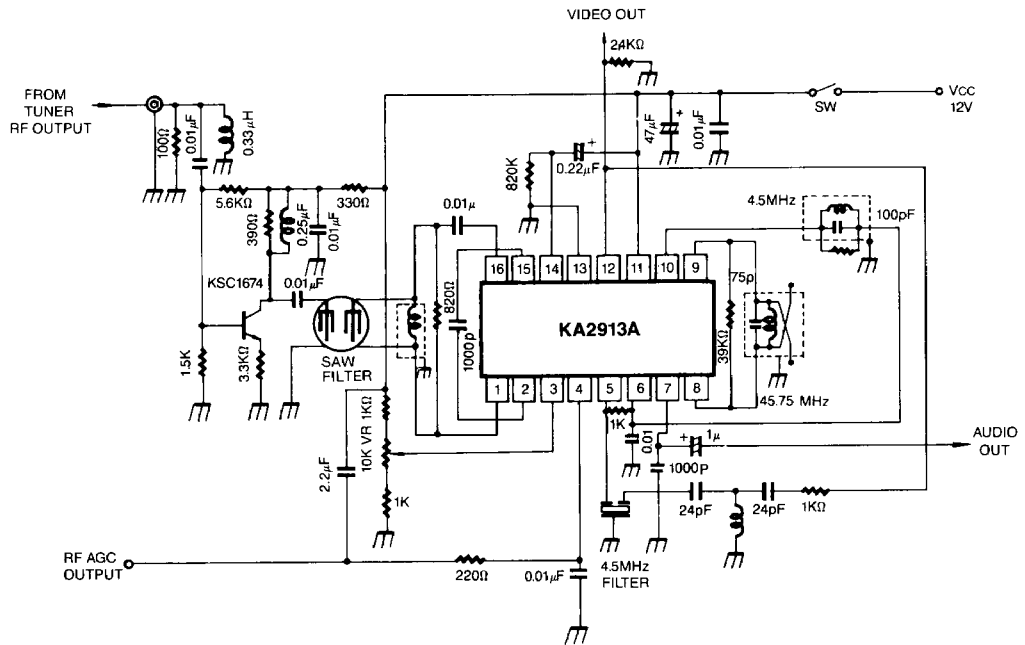 VIDEO OUT
2,4KΩ
FROM
TUNER
RF OUTPUT
100Ω
0.01μF
0.33μH
SW
VCC
12V
47μF
+
0.01μF
820K
+
0.22μF
5.6KΩ
330Ω
390Ω
0.25μF
0.01μF
0.01μ
4.5MHz
100pF
KSC1674
0.01μF
16
15
14
13
12
11
10
9
820Ω
1000p
KA2913A
75p
39KΩ
1.5K
3.3KΩ
SAW
FILTER
1
2
3
4
5
6
7
8
45.75 MHz
1KΩ
10K VR
2.2μF
1K
1K
0.01
+
1μ
AUDIO
OUT
1000P
24pF
24pF
1KΩ
RF AGC
OUTPUT
220Ω
0.01μF
4.5MHz
FILTER